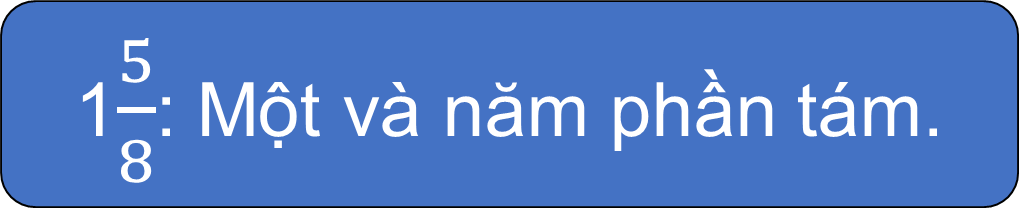 1 5/8: Một và năm phần tám.